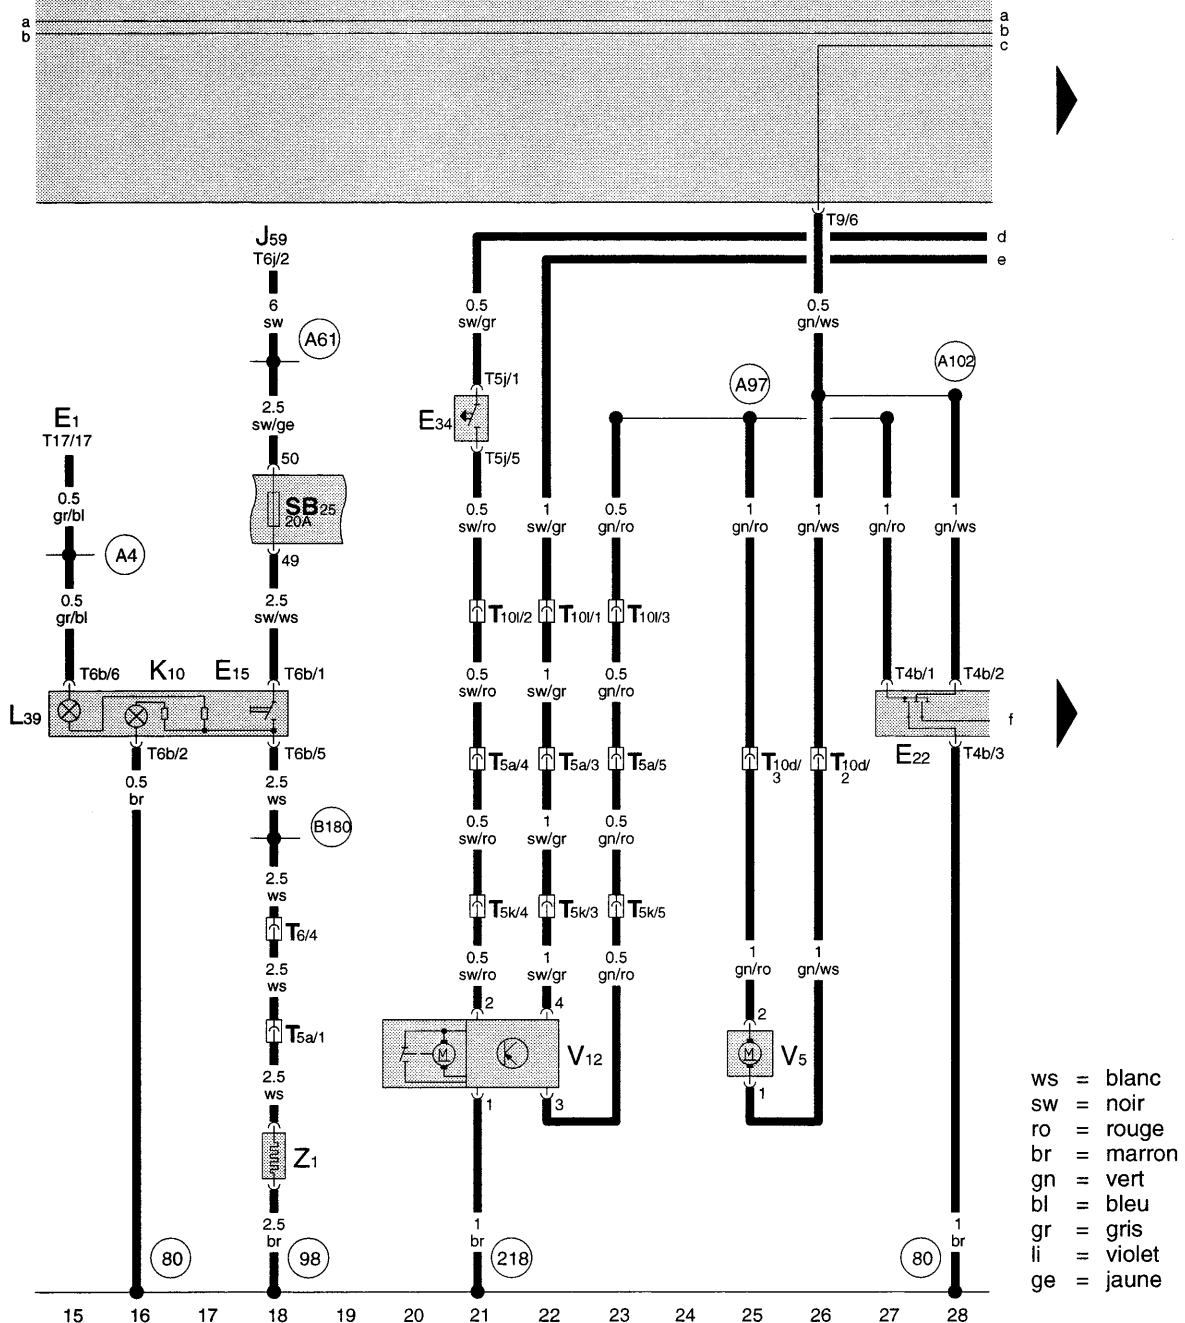 a
a
b
b
c
T9/6
d
J59
T6j/2
e
6
sw
0.5
sw/gr
0.5
gn/ws
A61
A102
T5j/1
A97
E1
T17/17
2.5
sw/ge
E34
50
T5j/5
0.5
gr/bl
SB25
20A
0.5
sw/ro
1
sw/gr
0.5
gn/ro
1
gn/ro
1
gn/ws
1
gn/ro
1
gn/ws
A4
49
0.5
gr/bl
2.5
sw/ws
T10l/2
T10l/1
T10l/3
T6b/6
K10
E15
T6b/1
0.5
sw/ro
1
sw/gr
0.5
gn/ro
T4b/1
T4b/2
L39
f
T6b/2
T6b/5
E22
T4b/3
0.5
br
2.5
ws
T5a/4
T5a/3
T5a/5
T10d/
3
T10d/
2
B180
0.5
sw/ro
1
sw/gr
0.5
gn/ro
2.5
ws
T6/4
T5k/4
T5k/3
T5k/5
2.5
ws
0.5
sw/ro
1
sw/gr
0.5
gn/ro
1
gn/ro
1
gn/ws
2
4
2
T5a/1
M
V12
M
V5
2.5
ws
1
3
1
Z1
ws = blanc
sw = noir
ro = rouge
br = marron
gn = vert
bl = bleu
gr = gris
li = violet
ge = jaune
2.5
br
1
br
1
br
80
98
218
80
15 16 17 18 19 20 21 22 23 24 25 26 27 28